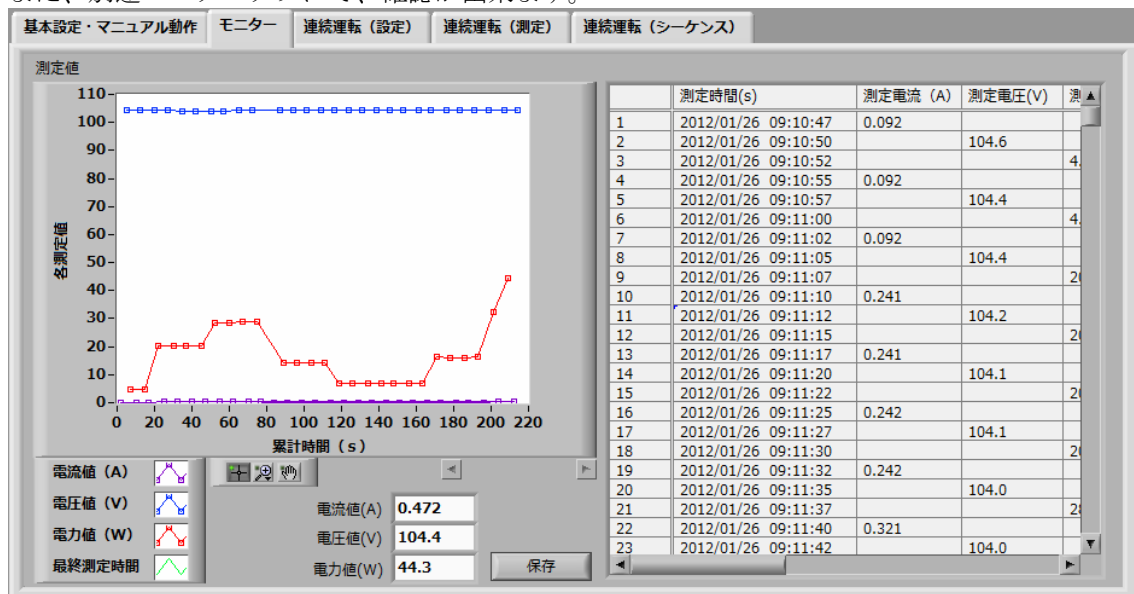 基本設定・マニュアル動作 モニター 連続運転（設定） 連続運転（測定） 連続運転（シーケンス）
測定値
110
100
90
80
70
60
50
40
30
20
10
0
各測定値
0 20 40 60 80 100 120 140 160 180 200 220
累計時間（s）
電流値（A）
電圧値（V）
電力値（W）
最終測定時間
電流値(A) 0.472
電圧値(V) 104.4
電力値(W) 44.3
保存
測定時間(s) 測定電流（A） 測定電圧(V)
1 2012/01/26 09:10:47 0.092
2 2012/01/26 09:10:50 104.6
3 2012/01/26 09:10:52 4.
4 2012/01/26 09:10:55 0.092
5 2012/01/26 09:10:57 104.4
6 2012/01/26 09:11:00 4.
7 2012/01/26 09:11:02 0.092
8 2012/01/26 09:11:05 104.4
9 2012/01/26 09:11:07 20
10 2012/01/26 09:11:10 0.241
11 2012/01/26 09:11:12 104.2
12 2012/01/26 09:11:15 20
13 2012/01/26 09:11:17 0.241
14 2012/01/26 09:11:20 104.1
15 2012/01/26 09:11:22 20
16 2012/01/26 09:11:25 0.242
17 2012/01/26 09:11:27 104.1
18 2012/01/26 09:11:30 20
19 2012/01/26 09:11:32 0.242
20 2012/01/26 09:11:35 104.0
21 2012/01/26 09:11:37 28
22 2012/01/26 09:11:40 0.321
23 2012/01/26 09:11:42 104.0